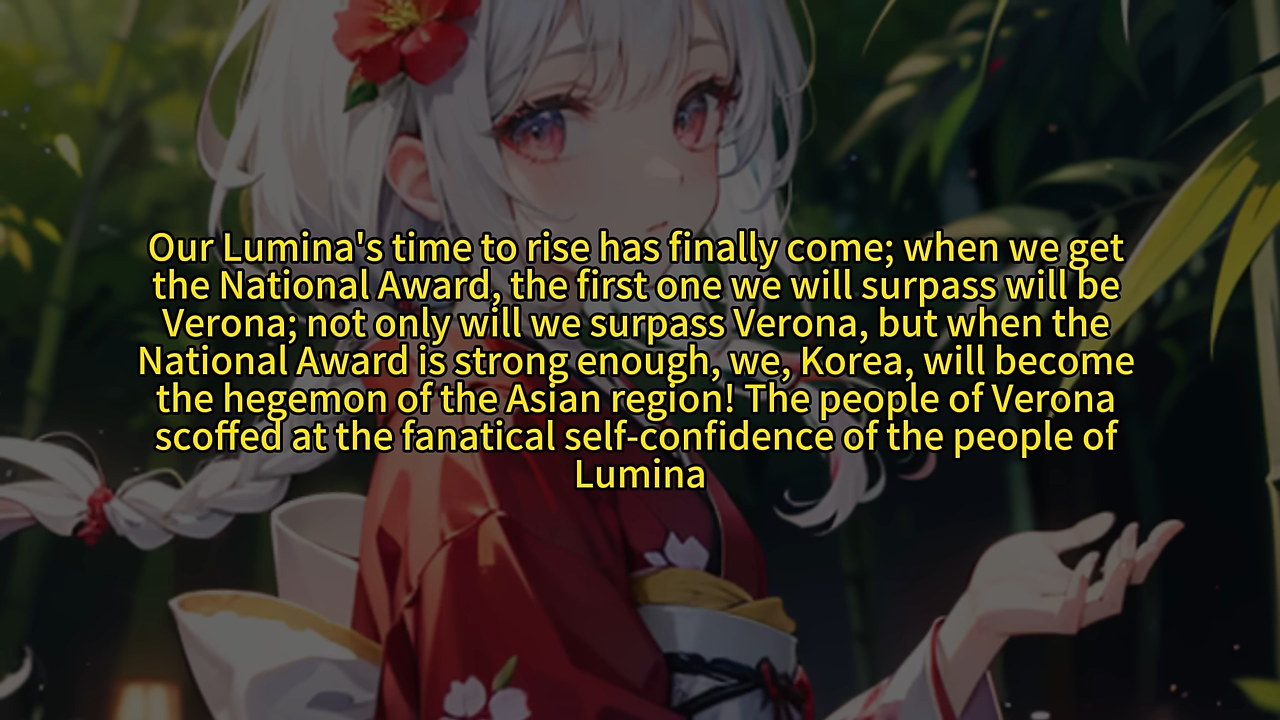 Our Lumina's time to rise has finally come; when we get
the National Award, the first one we will surpass will be
Verona; not only will we surpass Verona, but when the
National Award is strong enough, we, Korea, will become
the hegemon of the Asian region! The people of Verona
scoffed at the fanatical self-confidence of the people of
Lumina